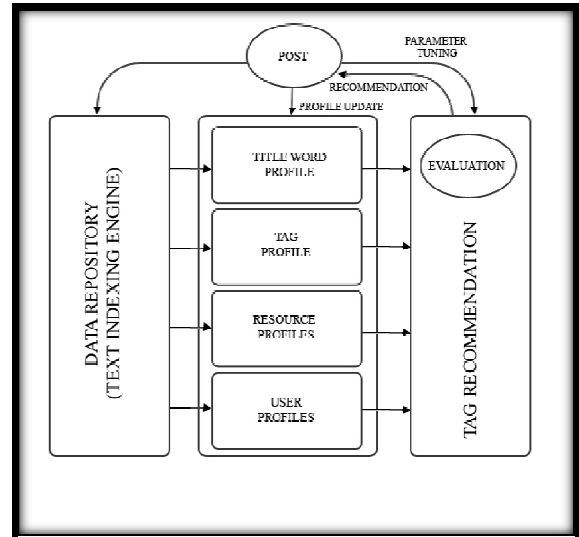 POST
PARAMETER
TUNING
RECOMMENDATION
PROFILE UPDATE
DATA REPOSITORY
(TEXT INDEXING ENGINE)
TITLE WORD
PROFILE
TAG
PROFILE
RESOURCE
PROFILES
USER
PROFILES
EVALUATION
TAG RECOMMENDATION